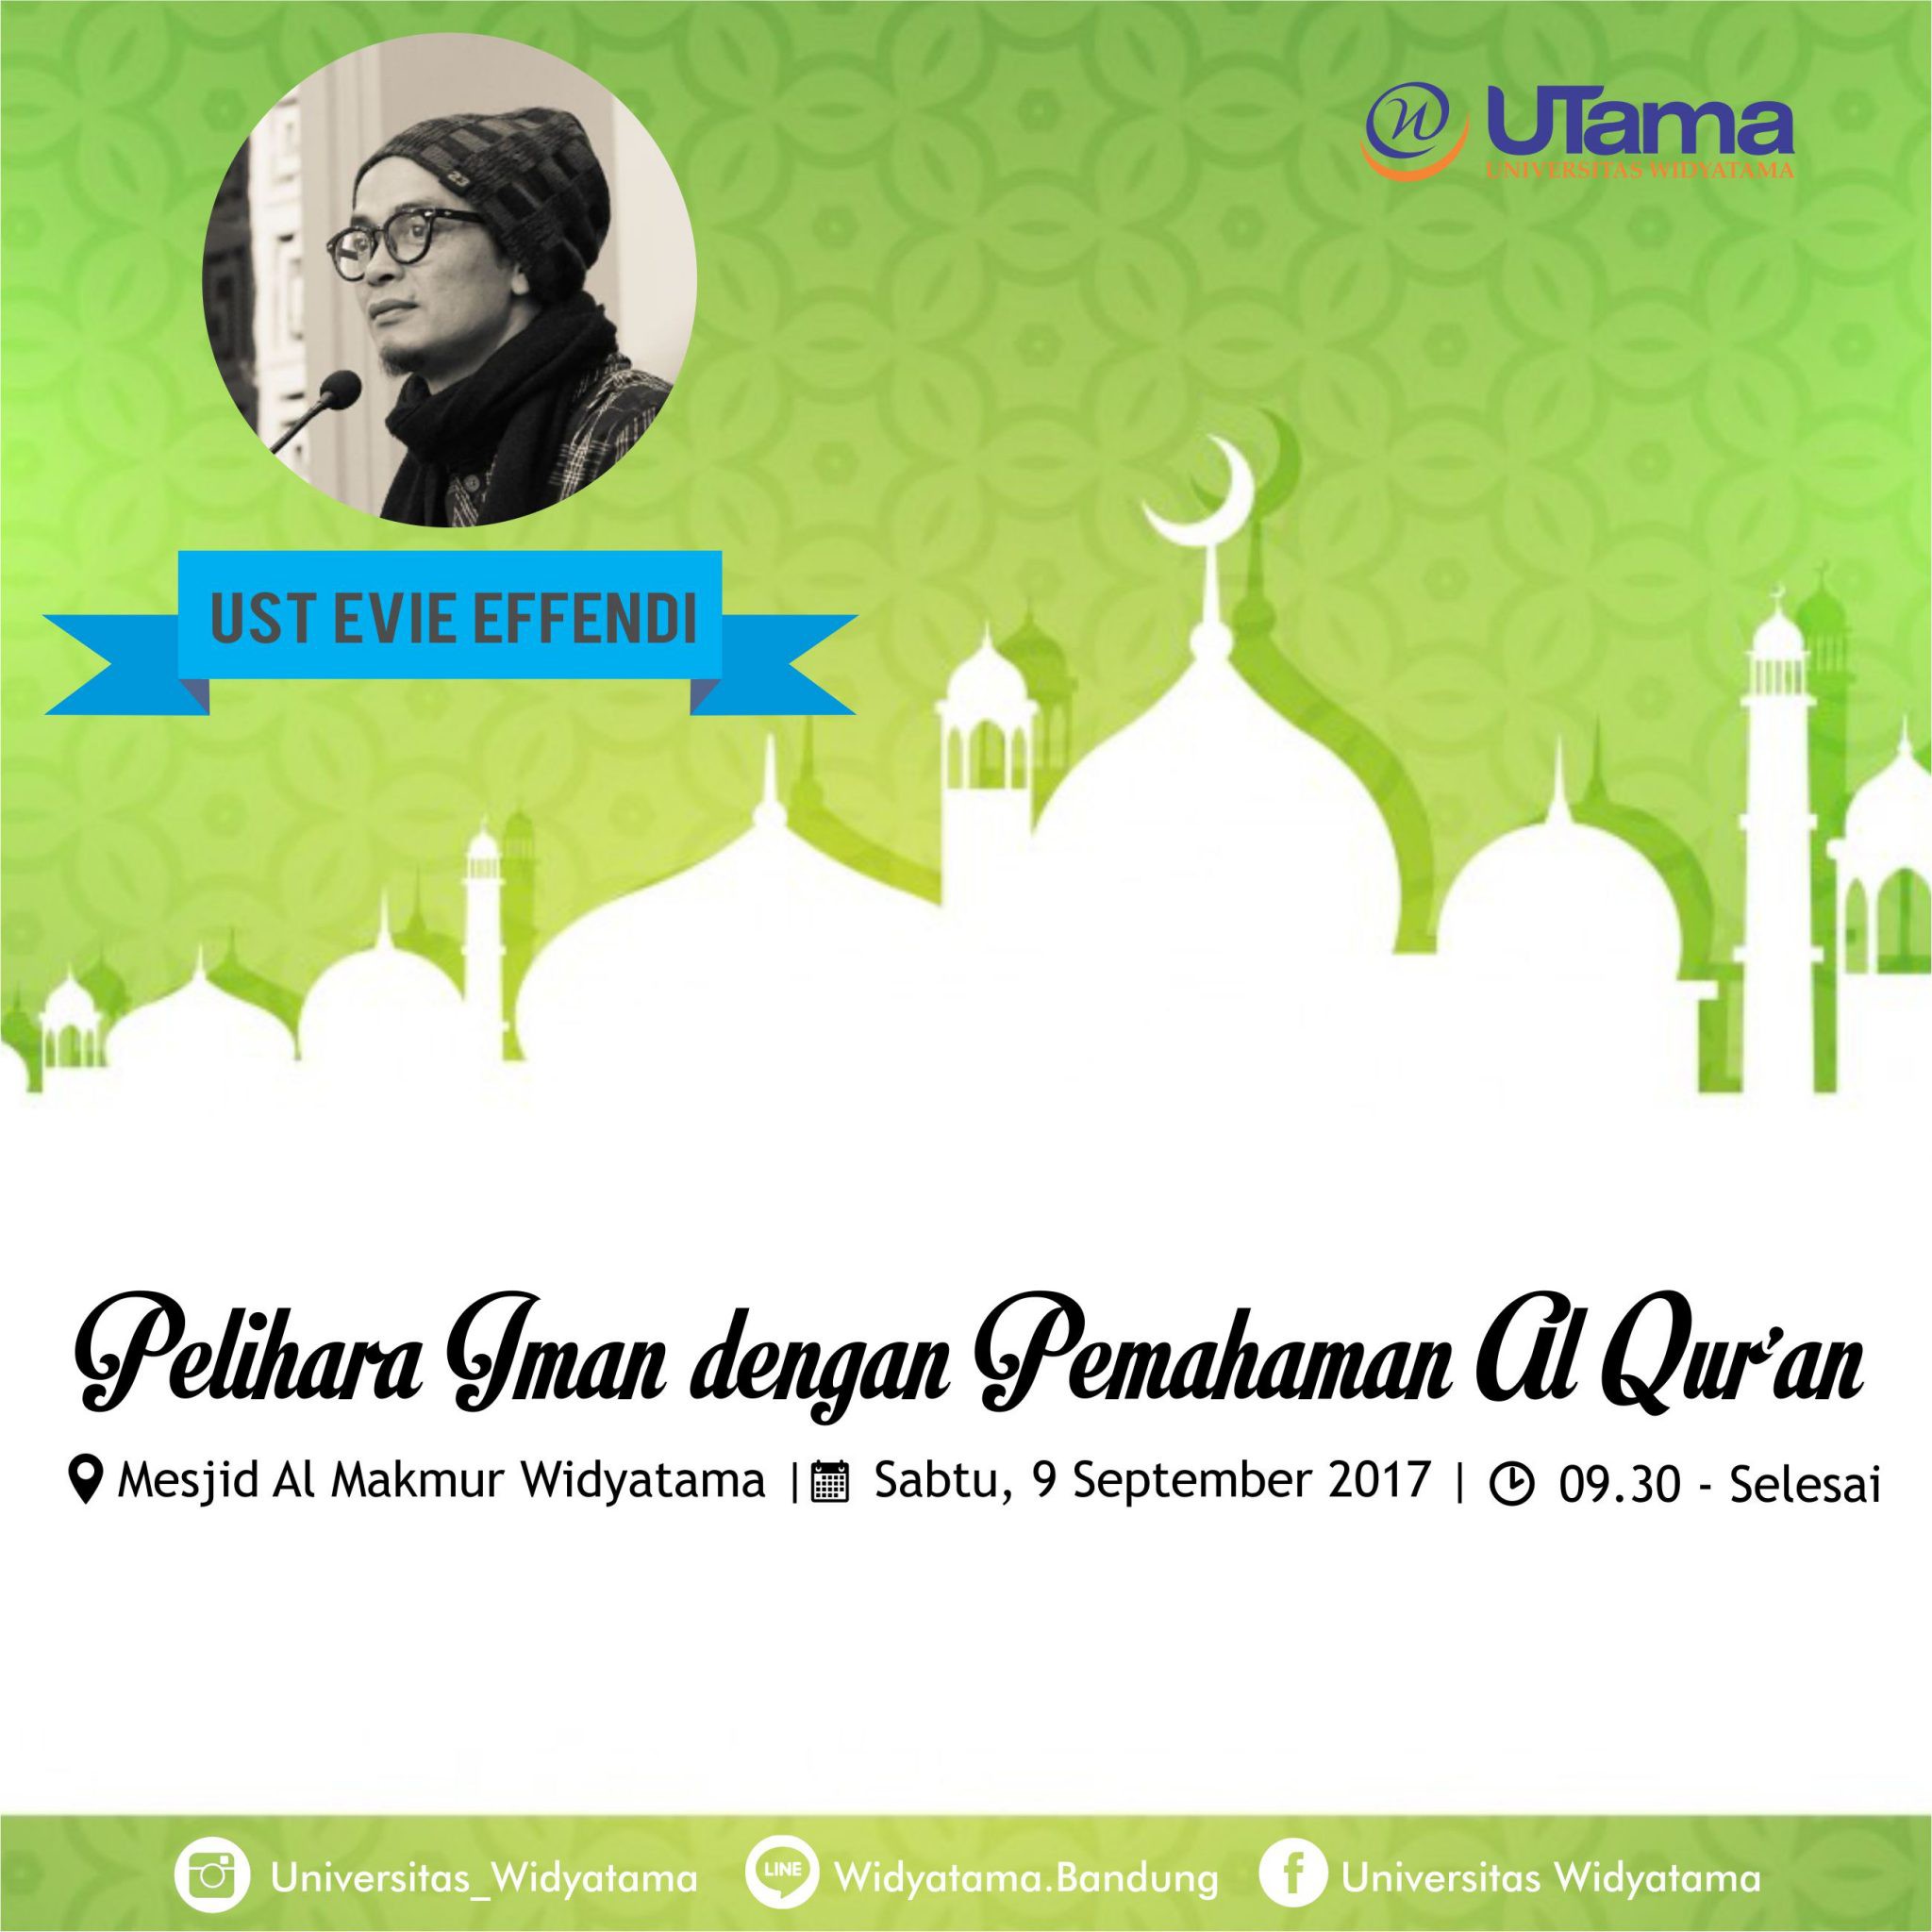 UTama
UNIVERSITAS WIDYATAMA
UST EVIE EFFENDI
Pelihara Iman dengan Pemahaman Al Qur'an
Mesjid Al Makmur Widyatama | Sabtu, 9 September 2017 | 09.30 - Selesai
Universitas_Widyatama LINE Widyatama.Bandung f Universitas Widyatama